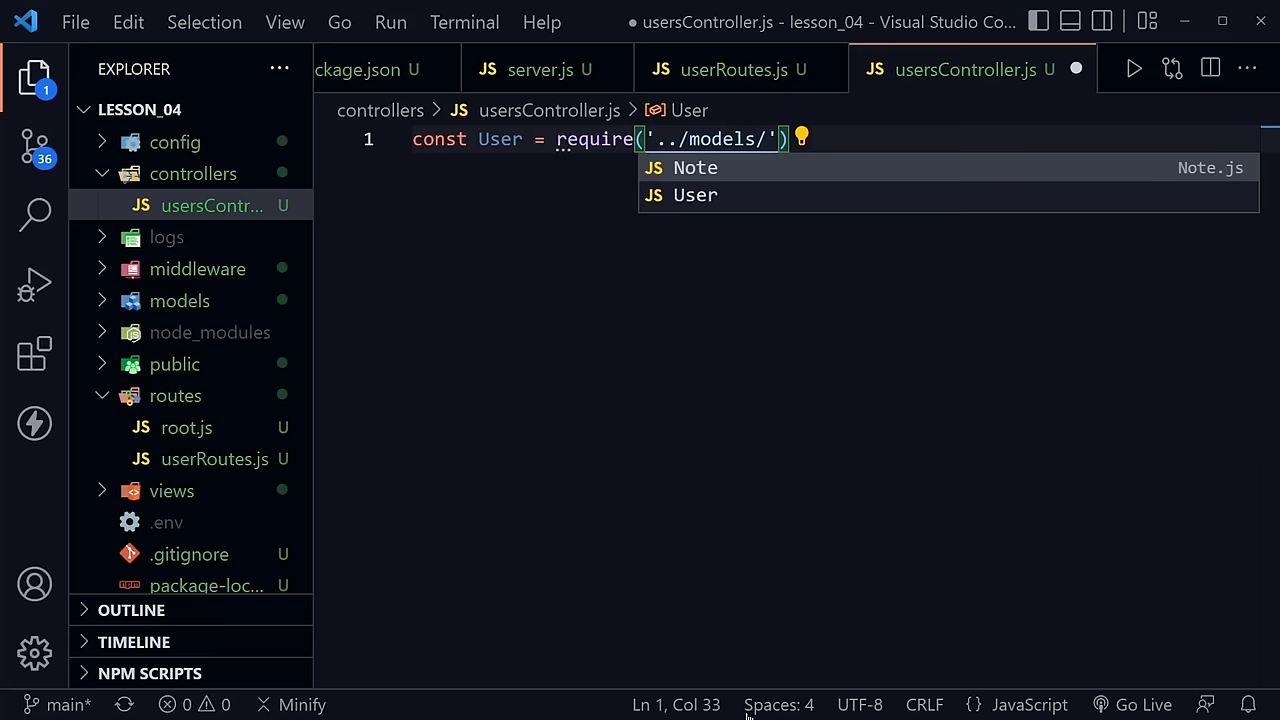 File Edit Selection View Go Run Terminal Help ● usersController.js - lesson_04 - Visual Studio Co...
EXPLORER ...
ckage.json U JS server.js U JS userRoutes.js U JS usersController.js U
LESSON_04
controllers > JS usersController.js > User
1 const User = require('../models/')
JS Note Note.js
JS User
config
controllers
JS usersContr... U
logs
middleware
models
node_modules
public
routes
JS root.js U
JS userRoutes.js U
views
.env
.gitignore U
package-loc... U
OUTLINE
TIMELINE
NPM SCRIPTS
1
36
main* 0 0 Minify Ln 1, Col 33 Spaces: 4 UTF-8 CRLF {} JavaScript Go Live